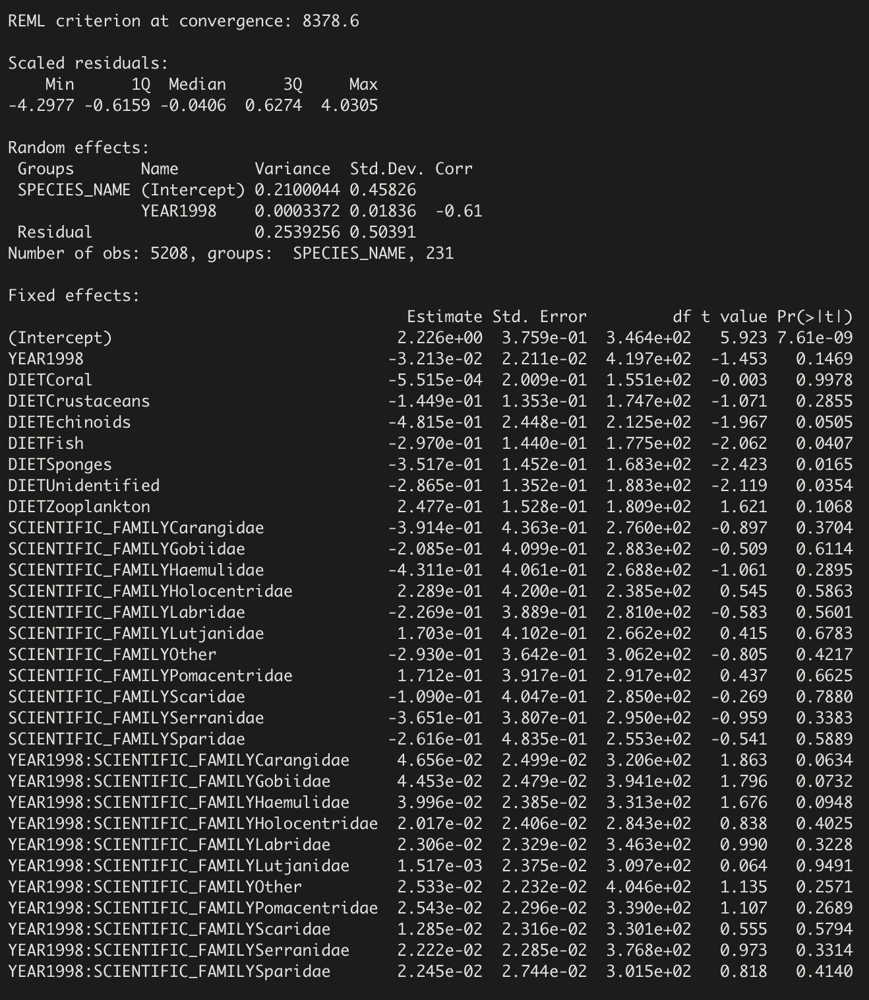 REML criterion at convergence: 8378.6
Scaled residuals:
    Min      1Q  Median      3Q     Max
-4.2977 -0.6159 -0.0406  0.6274  4.0305
Random effects:
 Groups       Name        Variance  Std.Dev. Corr
 SPECIES_NAME (Intercept) 0.2100044 0.45826
              YEAR1998    0.0003372 0.01836  -0.61
 Residual                 0.2539256 0.50391
Number of obs: 5208, groups:  SPECIES_NAME, 231
Fixed effects:
                                          Estimate Std. Error         df t value Pr(>|t|)
(Intercept)                              2.226e+00  3.759e-01  3.464e+02   5.923 7.61e-09
YEAR1998                                -3.213e-02  2.211e-02  4.197e+02  -1.453   0.1469
DIETCoral                               -5.515e-04  2.009e-01  1.551e+02  -0.003   0.9978
DIETCrustaceans                         -1.449e-01  1.353e-01  1.747e+02  -1.071   0.2855
DIETEchinoids                           -4.815e-01  2.448e-01  2.125e+02  -1.967   0.0505
DIETFish                                -2.970e-01  1.440e-01  1.775e+02  -2.062   0.0407
DIETSponges                             -3.517e-01  1.452e-01  1.683e+02  -2.423   0.0165
DIETUnidentified                        -2.865e-01  1.352e-01  1.883e+02  -2.119   0.0354
DIETZooplankton                          2.477e-01  1.528e-01  1.809e+02   1.621   0.1068
SCIENTIFIC_FAMILYCarangidae             -3.914e-01  4.363e-01  2.760e+02  -0.897   0.3704
SCIENTIFIC_FAMILYGobiidae               -2.085e-01  4.099e-01  2.883e+02  -0.509   0.6114
SCIENTIFIC_FAMILYHaemulidae             -4.311e-01  4.061e-01  2.688e+02  -1.061   0.2895
SCIENTIFIC_FAMILYHolocentridae           2.289e-01  4.200e-01  2.385e+02   0.545   0.5863
SCIENTIFIC_FAMILYLabridae               -2.269e-01  3.889e-01  2.810e+02  -0.583   0.5601
SCIENTIFIC_FAMILYLutjanidae              1.703e-01  4.102e-01  2.662e+02   0.415   0.6783
SCIENTIFIC_FAMILYOther                  -2.930e-01  3.642e-01  3.062e+02  -0.805   0.4217
SCIENTIFIC_FAMILYPomacentridae           1.712e-01  3.917e-01  2.917e+02   0.437   0.6625
SCIENTIFIC_FAMILYScaridae               -1.090e-01  4.047e-01  2.850e+02  -0.269   0.7880
SCIENTIFIC_FAMILYSerranidae             -3.651e-01  3.807e-01  2.950e+02  -0.959   0.3383
SCIENTIFIC_FAMILYSparidae               -2.616e-01  4.835e-01  2.553e+02  -0.541   0.5889
YEAR1998:SCIENTIFIC_FAMILYCarangidae     4.656e-02  2.499e-02  3.206e+02   1.863   0.0634
YEAR1998:SCIENTIFIC_FAMILYGobiidae       4.453e-02  2.479e-02  3.941e+02   1.796   0.0732
YEAR1998:SCIENTIFIC_FAMILYHaemulidae     3.996e-02  2.385e-02  3.313e+02   1.676   0.0948
YEAR1998:SCIENTIFIC_FAMILYHolocentridae  2.017e-02  2.406e-02  2.843e+02   0.838   0.4025
YEAR1998:SCIENTIFIC_FAMILYLabridae       2.306e-02  2.329e-02  3.463e+02   0.990   0.3228
YEAR1998:SCIENTIFIC_FAMILYLutjanidae     1.517e-03  2.375e-02  3.097e+02   0.064   0.9491
YEAR1998:SCIENTIFIC_FAMILYOther          2.533e-02  2.232e-02  4.046e+02   1.135   0.2571
YEAR1998:SCIENTIFIC_FAMILYPomacentridae  2.543e-02  2.296e-02  3.390e+02   1.107   0.2689
YEAR1998:SCIENTIFIC_FAMILYScaridae       1.285e-02  2.316e-02  3.301e+02   0.555   0.5794
YEAR1998:SCIENTIFIC_FAMILYSerranidae     2.222e-02  2.285e-02  3.768e+02   0.973   0.3314
YEAR1998:SCIENTIFIC_FAMILYSparidae       2.245e-02  2.744e-02  3.015e+02   0.818   0.4140